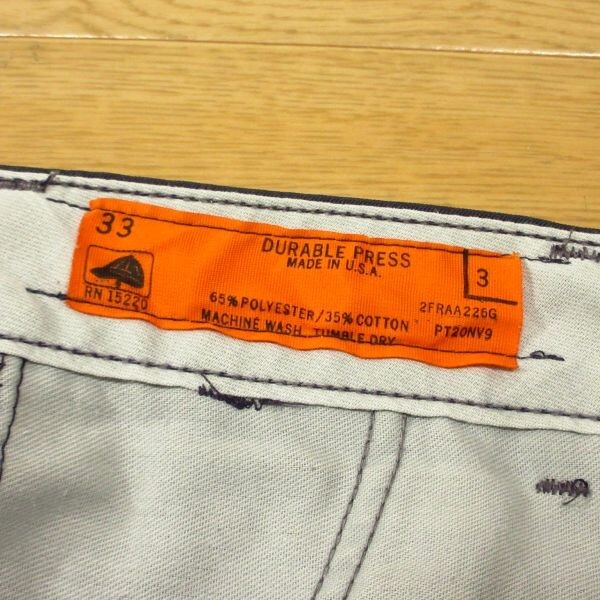 33
DURABLE PRESS
MADE IN U.S.A.
3
RN 15220
65% POLYESTER/35% COTTON
2FRAA226G
MACHINE WASH, TUMBLE DRY
PT20NV9